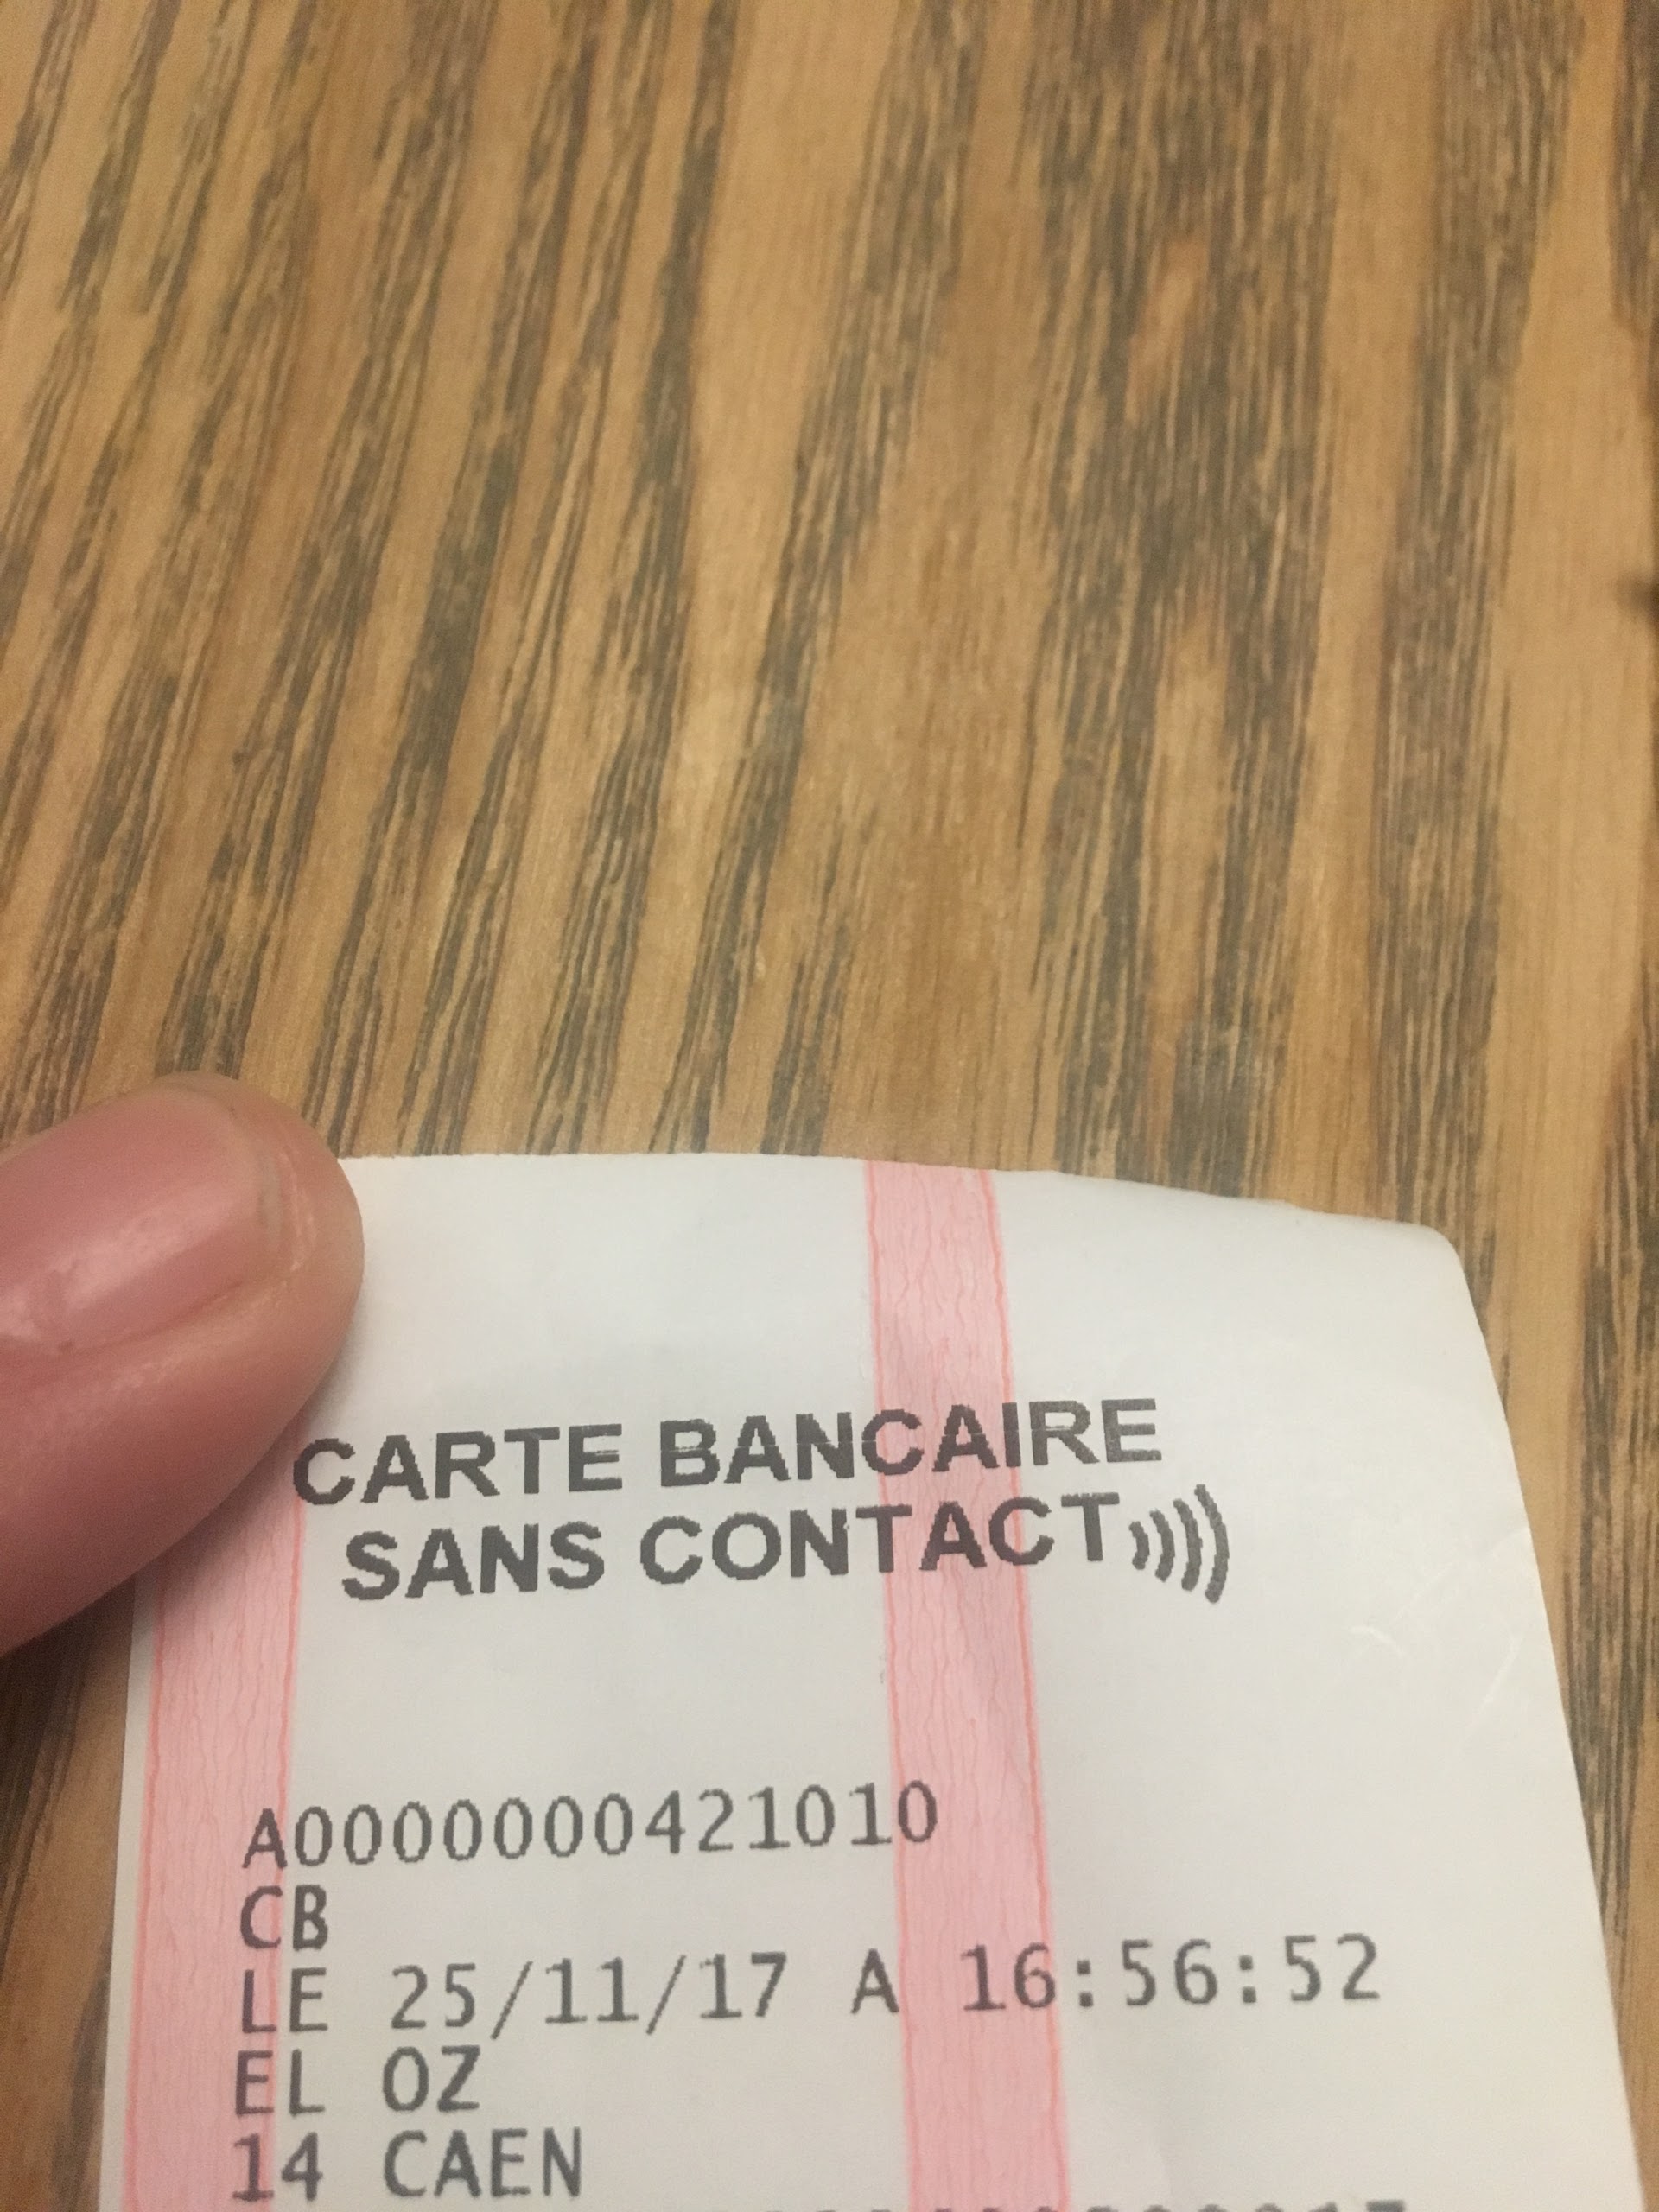 CARTE BANCAIRE
SANS CONTACT
A0000000421010
CB
LE 25/11/17 A 16:56:52
EL OZ
14 CAEN